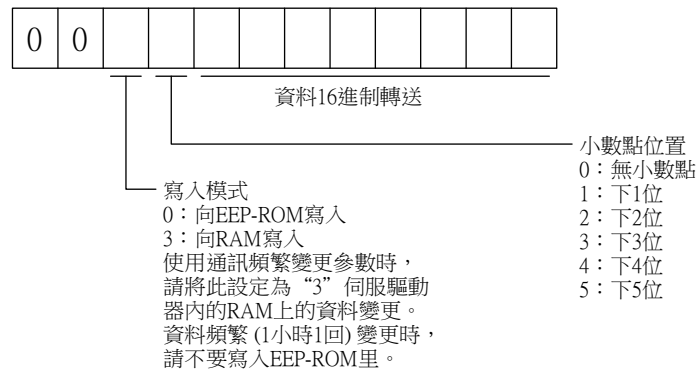 0 0
資料16進制轉送
小數點位置
0：無小數點
1：下1位
2：下2位
3：下3位
4：下4位
5：下5位
寫入模式
0：向EEP-ROM寫入
3：向RAM寫入
使用通訊頻繁變更參數時，
請將此設定為“3”伺服驅動
器內的RAM上的資料變更。
資料頻繁 (1小時1回) 變更時，
請不要寫入EEP-ROM里。